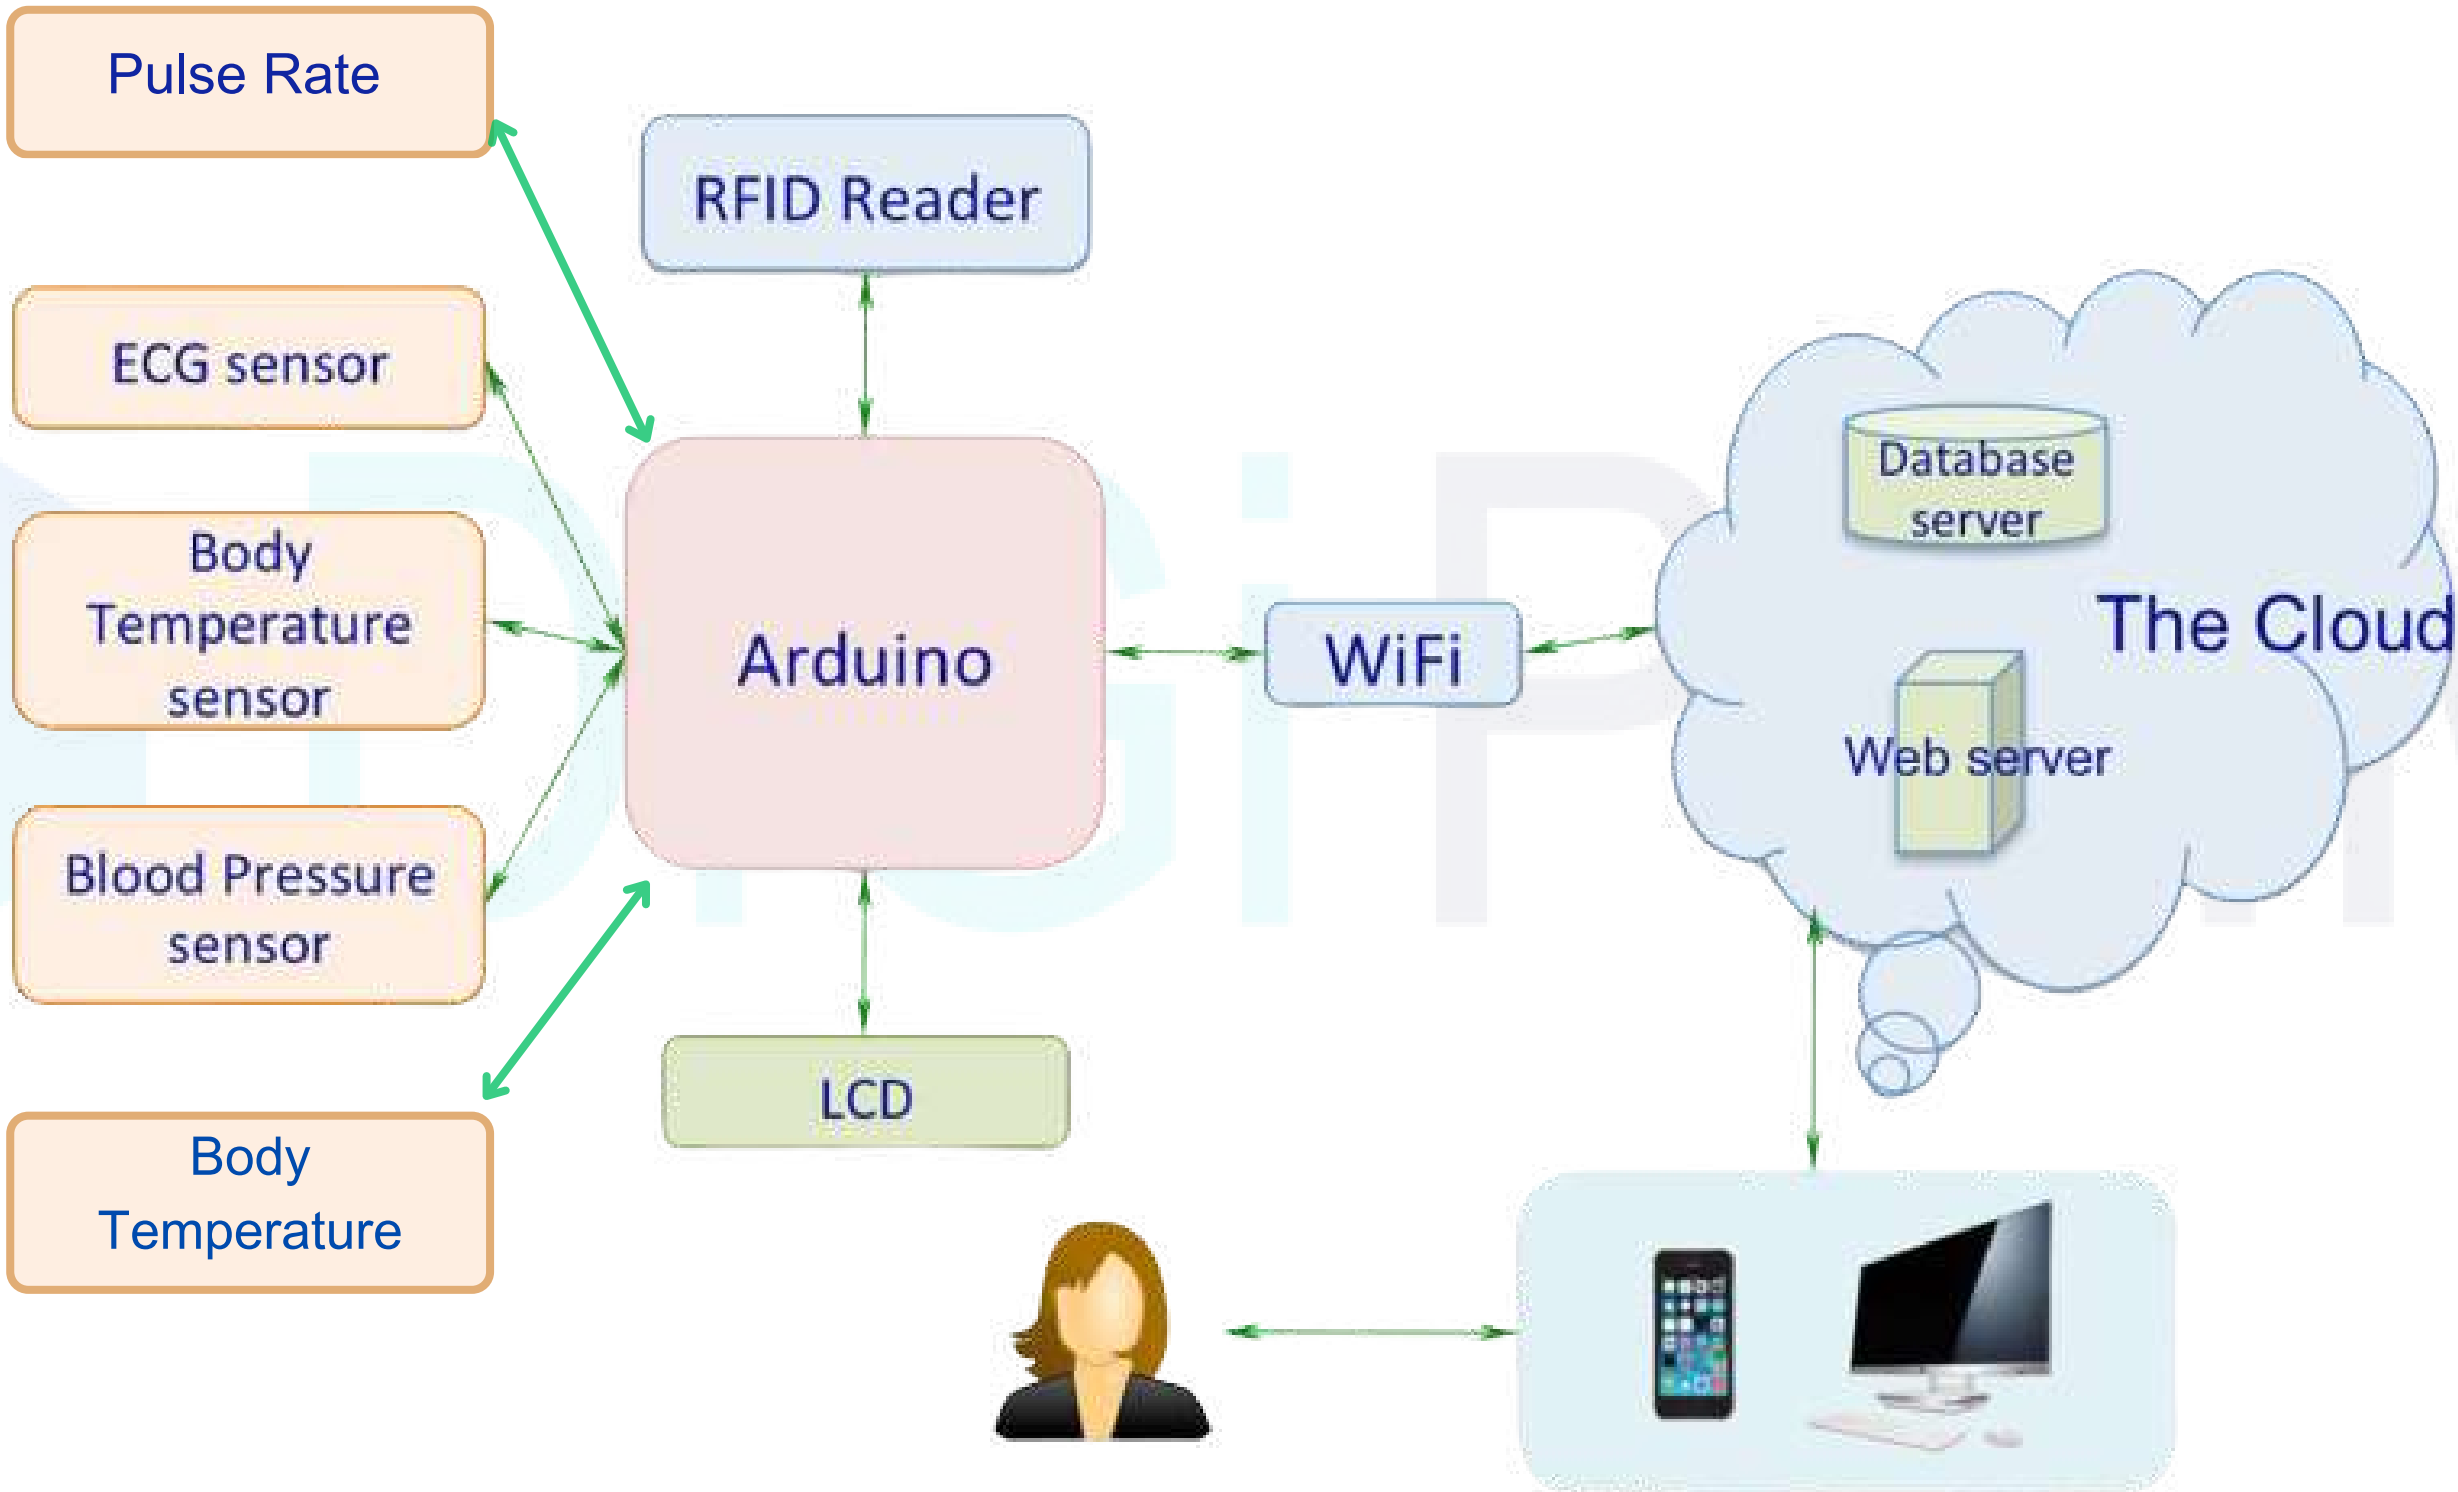 Pulse Rate
RFID Reader
ECG sensor
Body
Temperature
sensor
Blood Pressure
sensor
Body
Temperature
Arduino
LCD
WiFi
Database
server
The Cloud
Web server